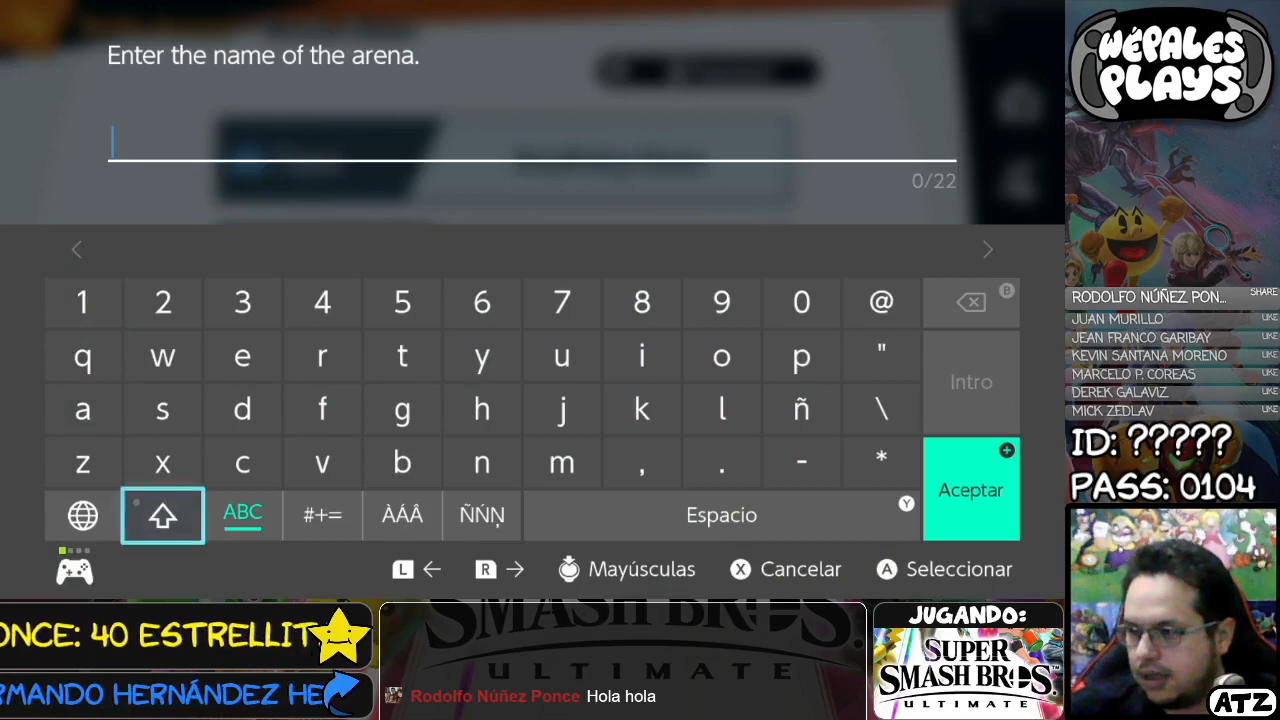 Enter the name of the arena.
0/22
1 2 3 4 5 6 7 8 9 0 @
q w e r t y u i o p "
Intro
a s d f g h j k l ñ \
z x c v b n m , . - *
Aceptar
ABC #+= ÀÁÂ ÑŃŅ Espacio
L ← R → Mayúsculas X Cancelar A Seleccionar
WÉPALES
PLAYS
RODOLFO NÚÑEZ PON... SHARE
JUAN MURILLO LIKE
JEAN FRANCO GARIBAY LIKE
KEVIN SANTANA MORENO LIKE
MARCELO P. COREAS LIKE
DEREK GALAVIZ LIKE
MICK ZEDLAV LIKE
ID: ?????
PASS: 0104
ONCE: 40 ESTRELLIT
RMANDO HERNÁNDEZ HE
SMASH BROS.
ULTIMATE
Rodolfo Núñez Ponce Hola hola
JUGANDO:
SUPER
SMASH BROS.
ULTIMATE
ATZ